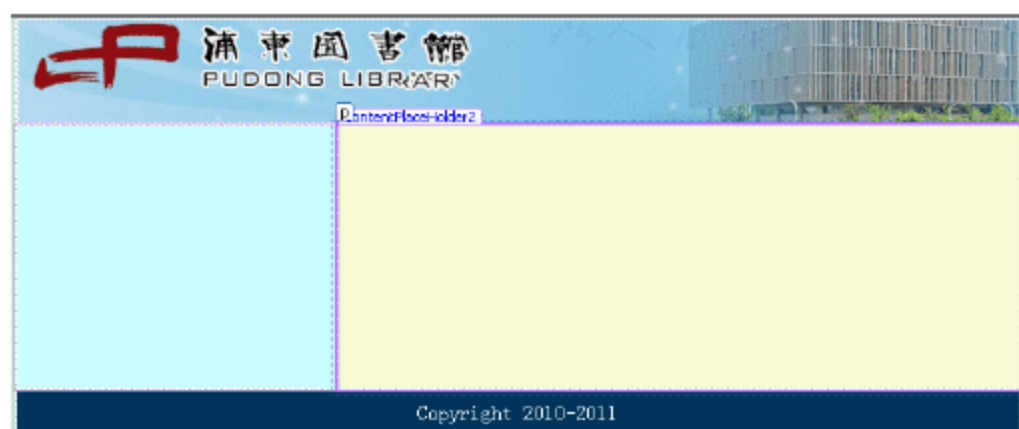 浦東圖書館
PUDONG LIBRARY
ContentPlaceHolder2
Copyright 2010-2011